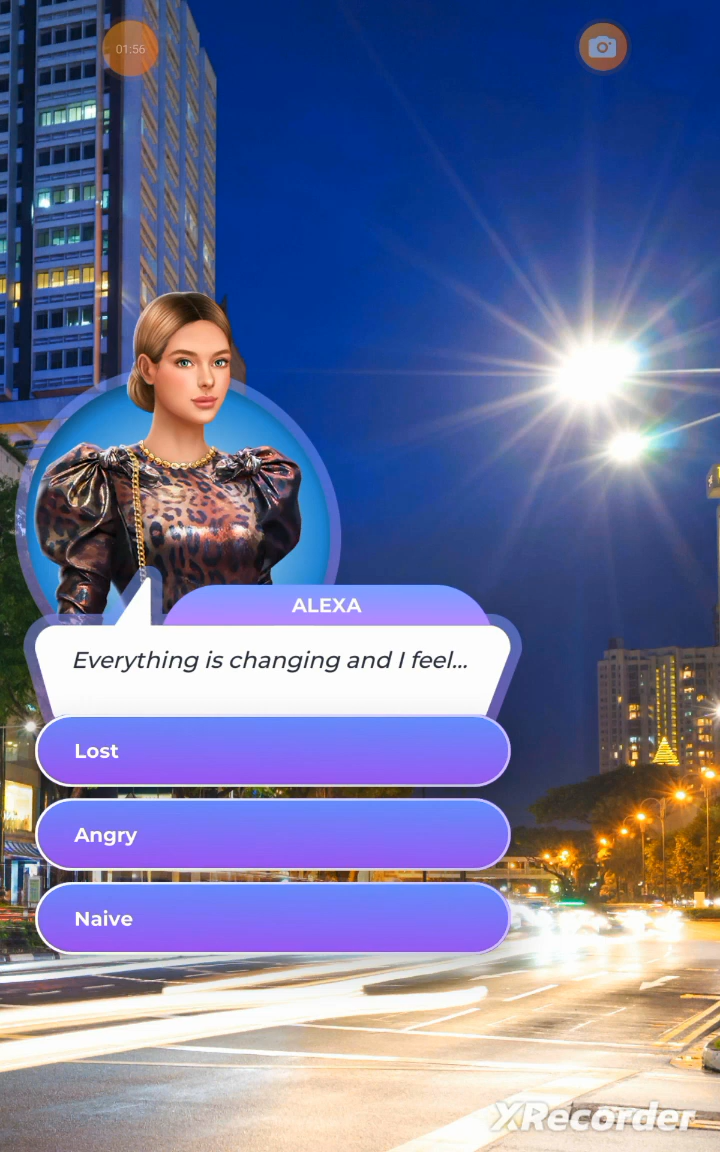 01:56
ALEXA
Everything is changing and I feel...
Lost
Angry
Naive
XRecorder